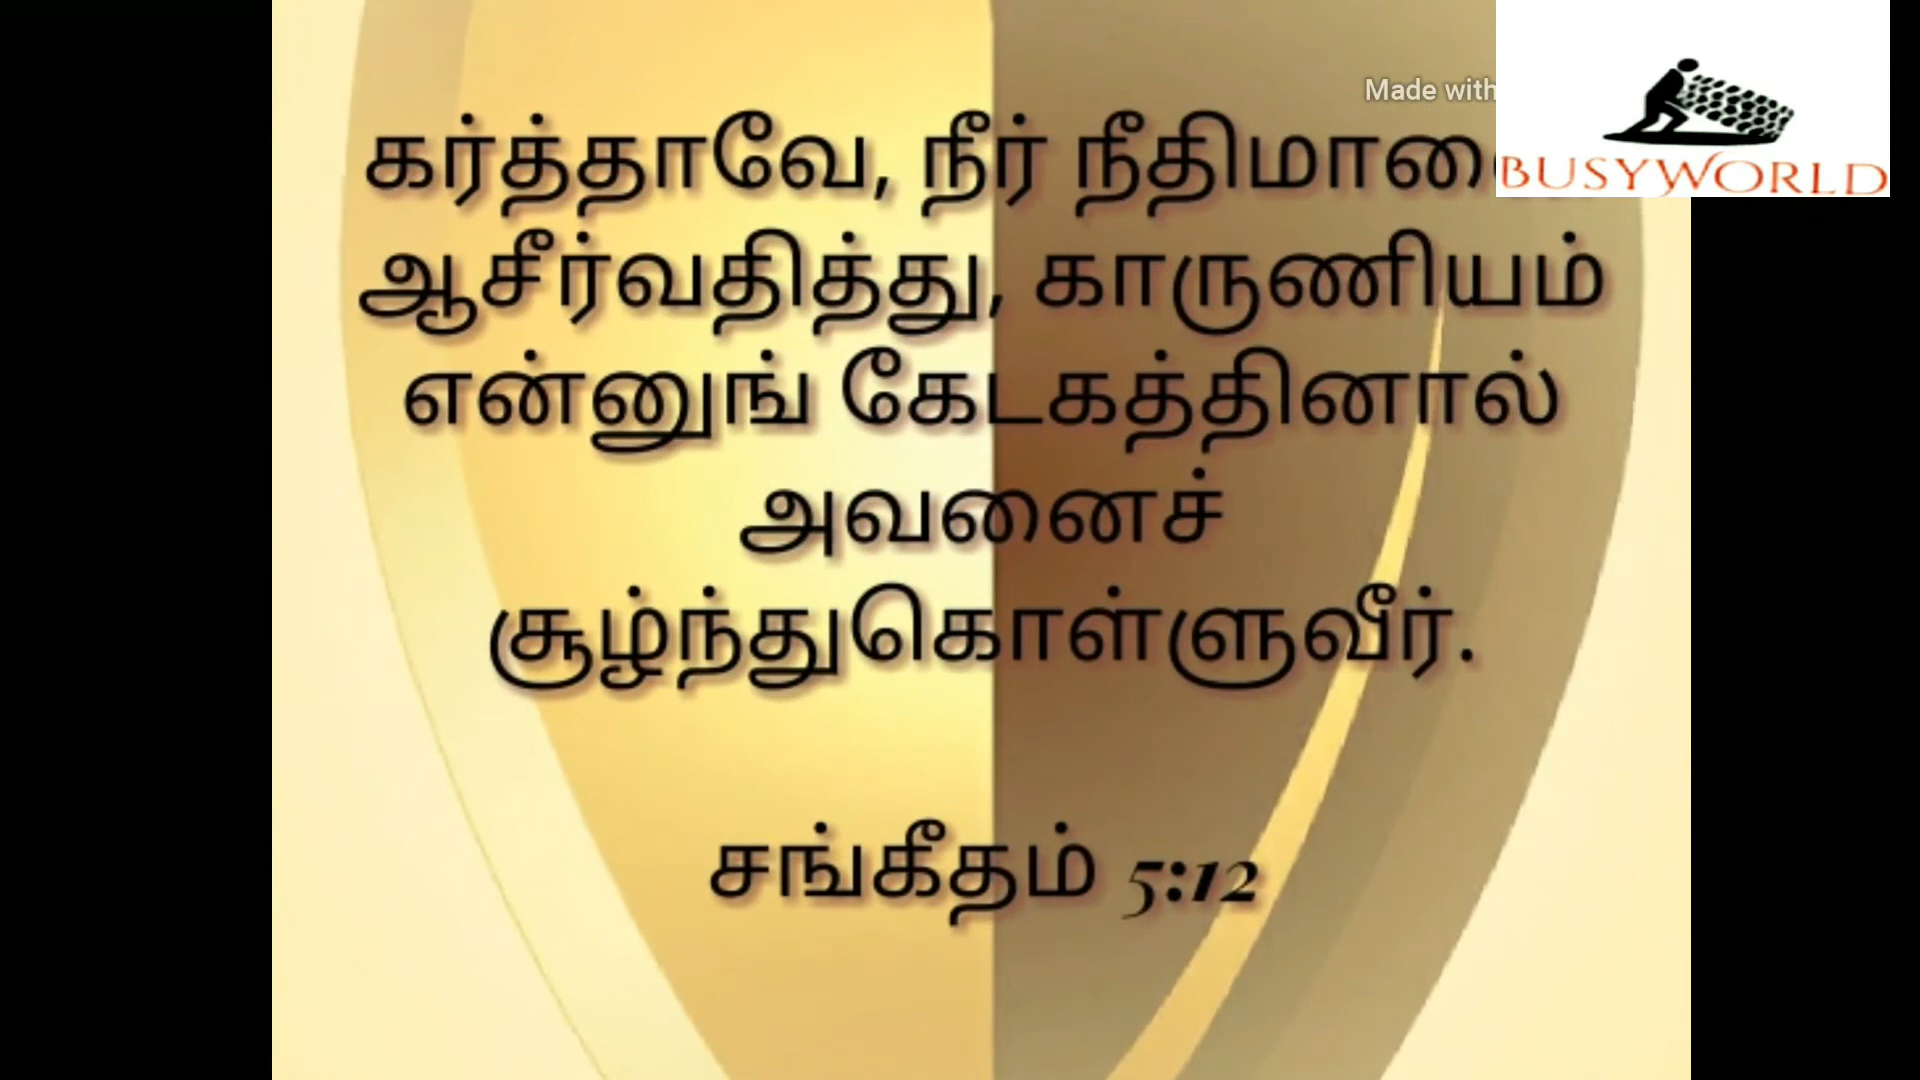 Made with
BUSYWORLD
கர்த்தாவே, நீர்
ஆசீர்வதித்து, காருணியம்
என்னுங் கேடகத்தினால்
அவனைச்
சூழ்ந்துகொள்ளுவீர்.
சங்கீதம் 5:12